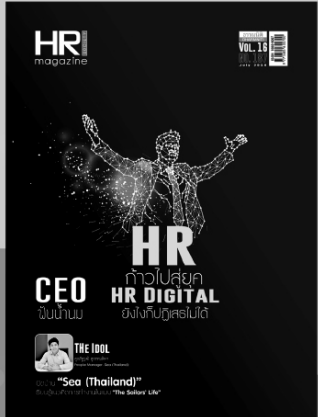 HR
magazine
VOL. 16
HR
ก้าวไปสู่ยุค
HR DIGITAL
ยังไงก็ปฏิเสธไม่ได้
CEO
ฟันน้ำนม
THE IDOL
"Sea (Thailand)"
"The Sailors' Life"